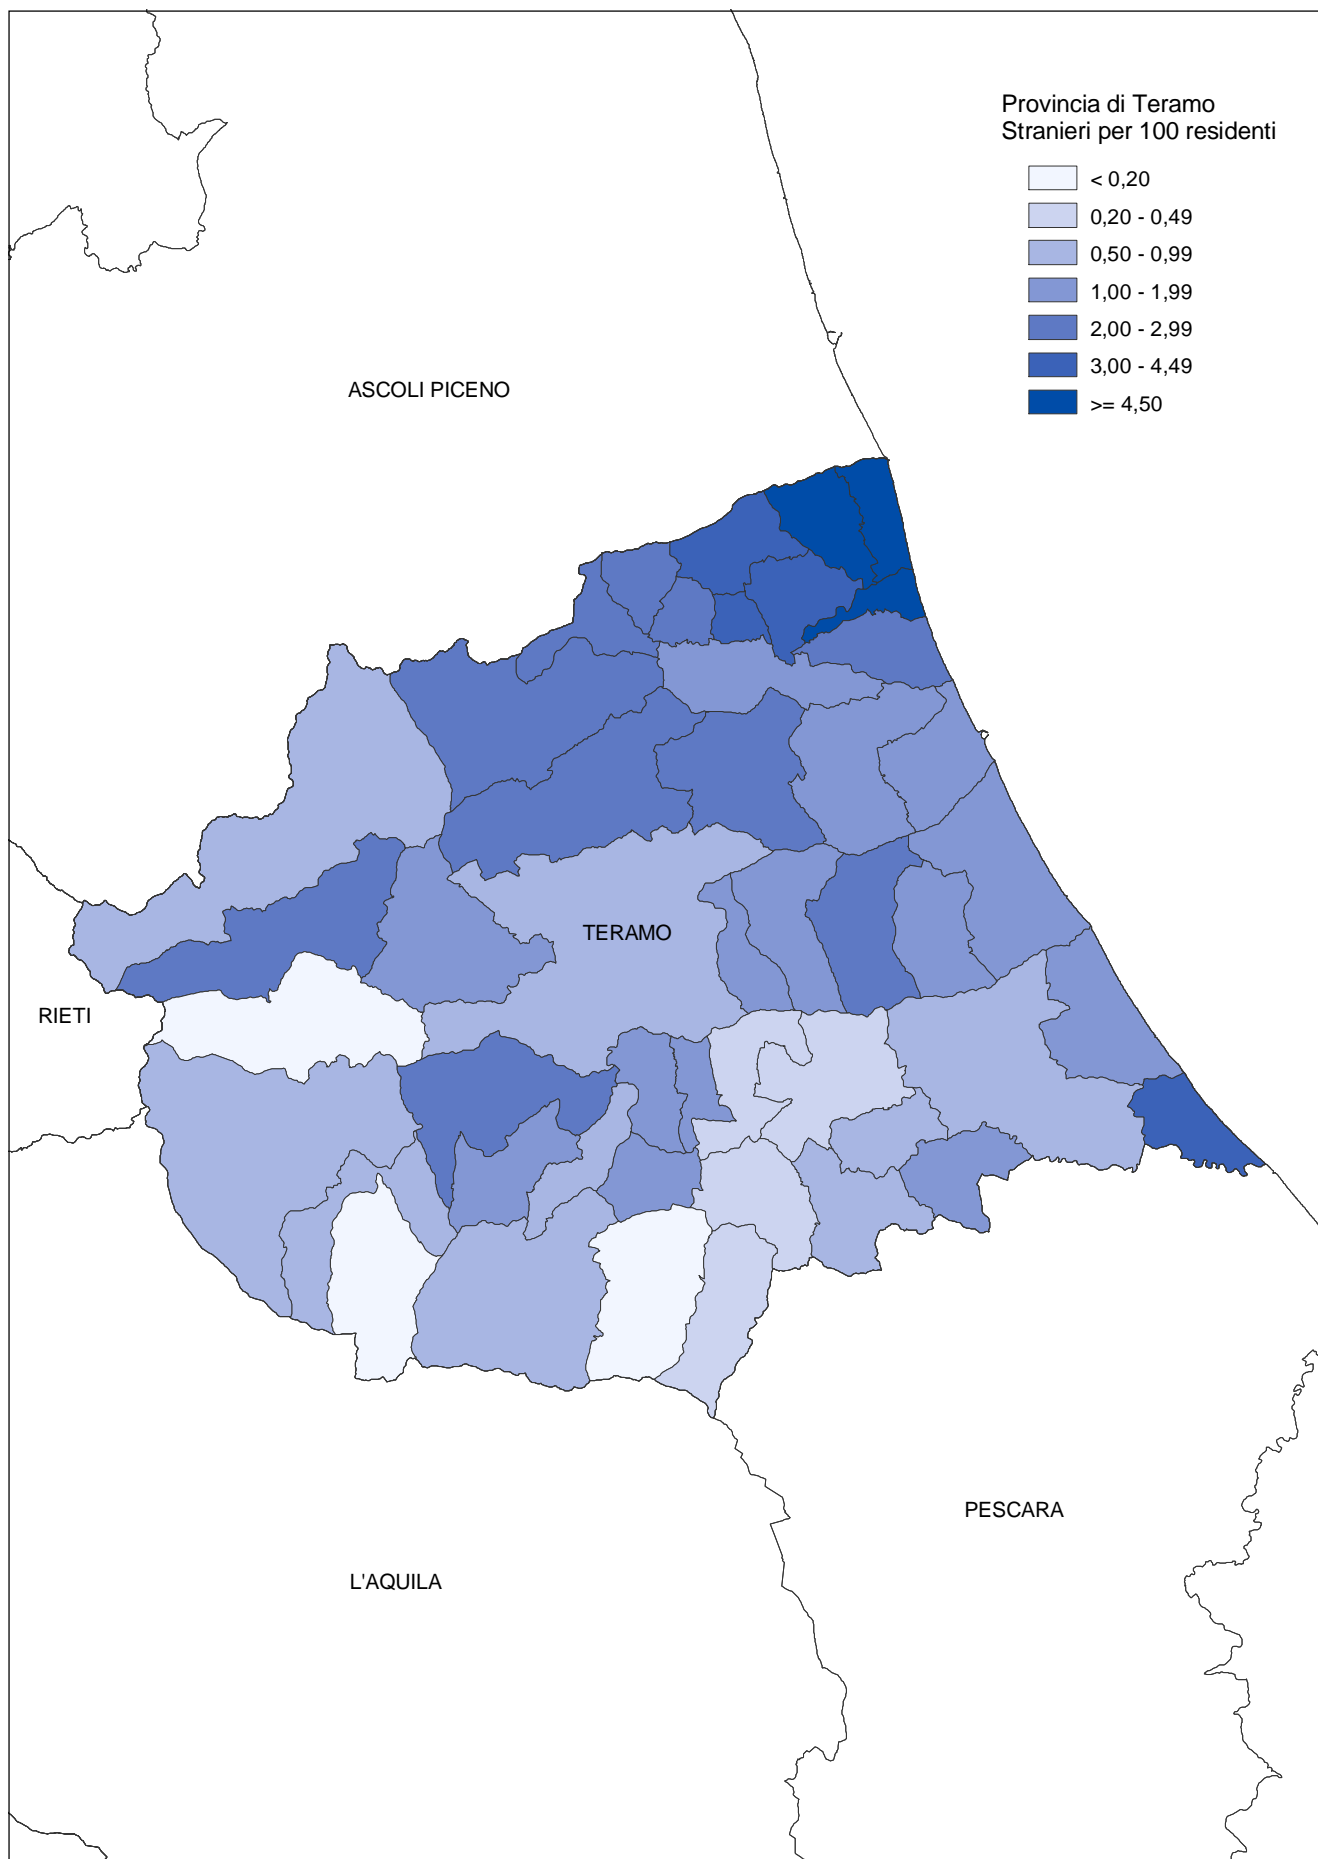 Provincia di Teramo
Stranieri per 100 residenti
< 0,20
0,20 - 0,49
0,50 - 0,99
1,00 - 1,99
2,00 - 2,99
3,00 - 4,49
>= 4,50
ASCOLI PICENO
TERAMO
RIETI
PESCARA
L'AQUILA